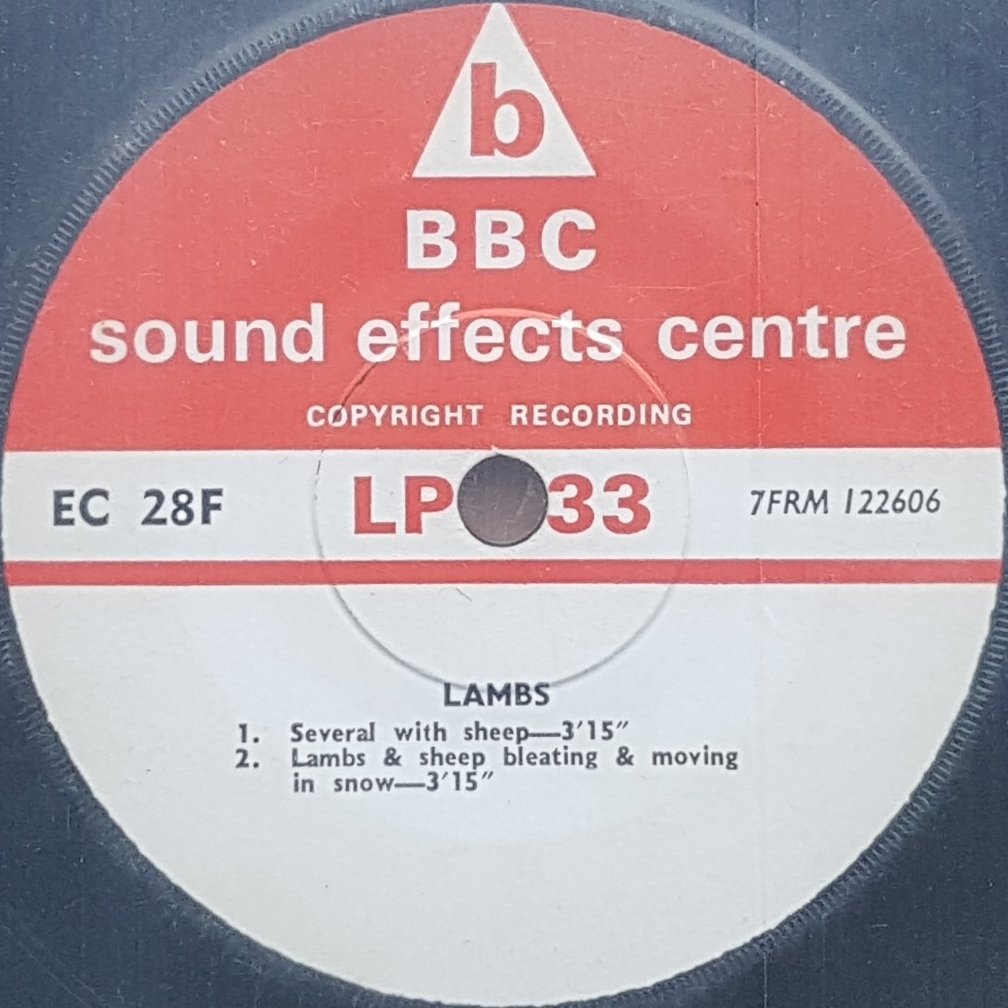 b
BBC
sound effects centre
COPYRIGHT RECORDING
EC 28F LP 33 7FRM 122606
LAMBS
1. Several with sheep—3′15″
2. Lambs & sheep bleating & moving
in snow—3′15″